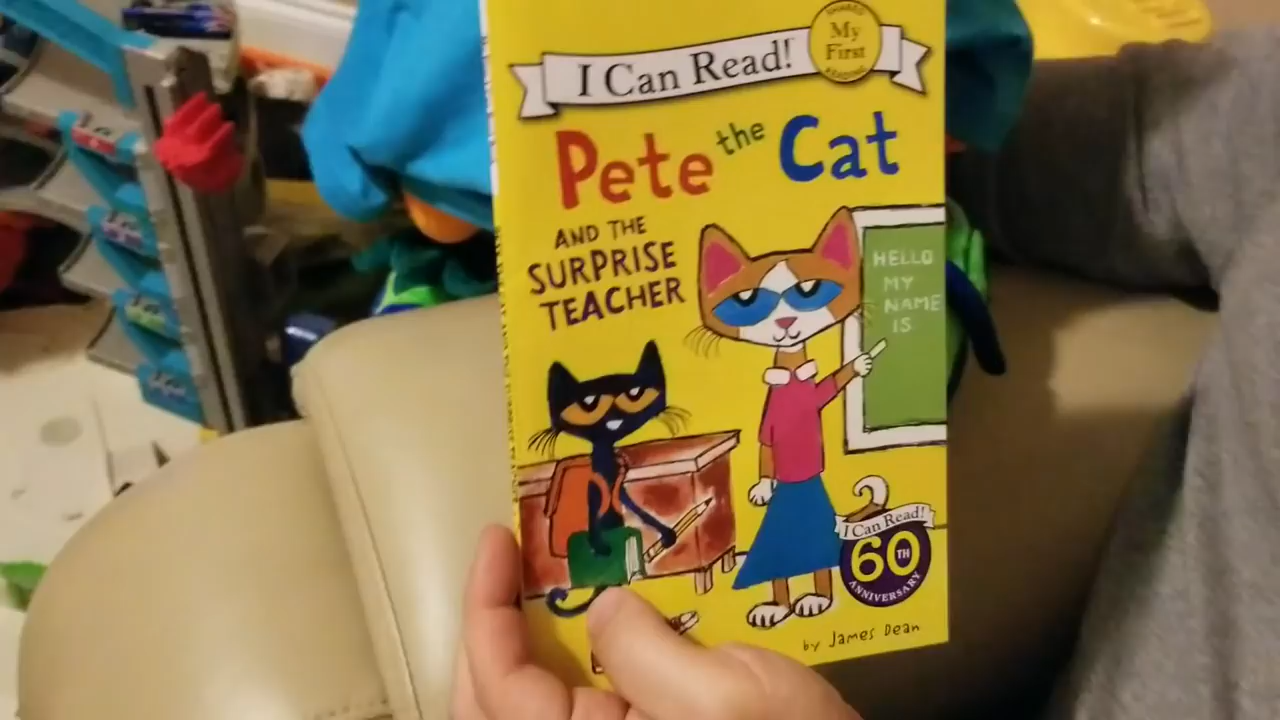 I Can Read!
SHARED
My
First
READING
Pete the Cat
AND THE
SURPRISE
TEACHER
HELLO
MY
NAME
IS
I Can Read!
60TH
ANNIVERSARY
by James Dean